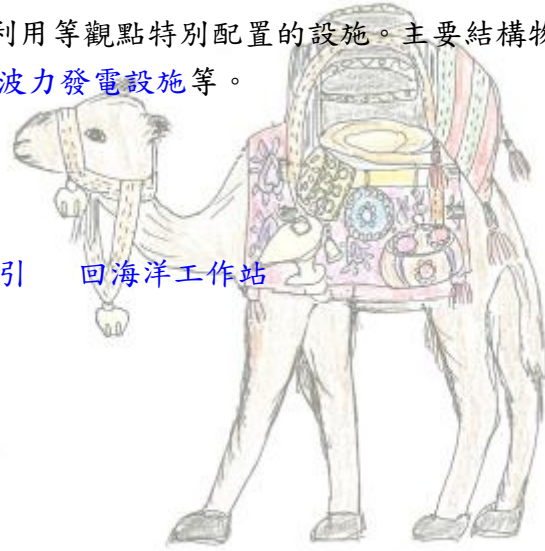 利用等觀點特別配置的設施。主要結構物
波力發電設施等。
引 回海洋工作站